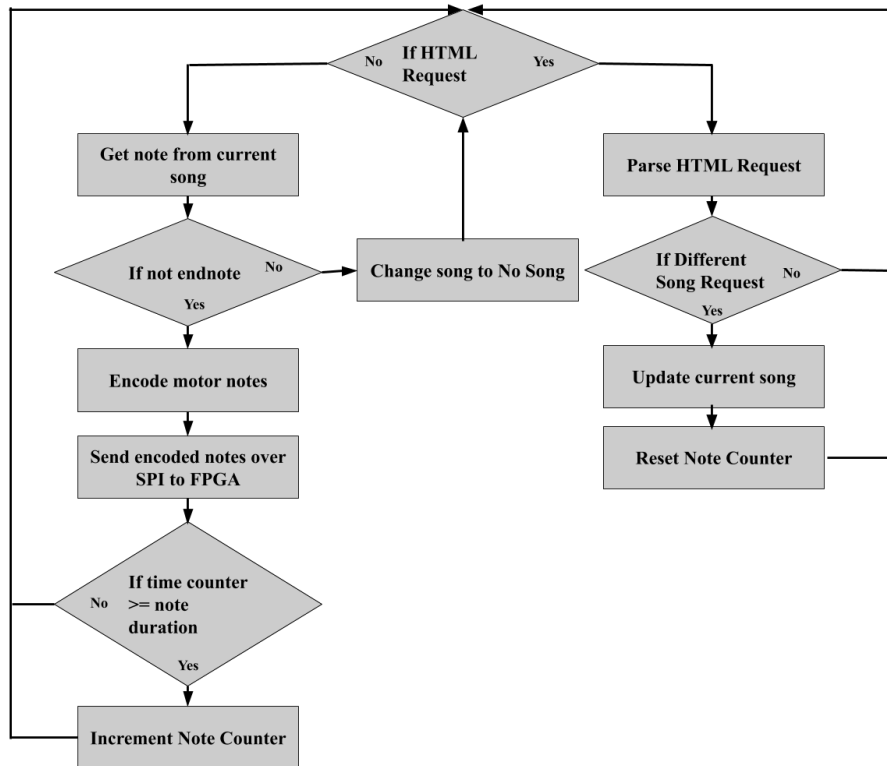 If HTML
Request
No
Yes
Get note from current
song
Parse HTML Request
If not endnote
No
Yes
Change song to No Song
If Different
Song Request
No
Yes
Encode motor notes
Update current song
Send encoded notes over
SPI to FPGA
Reset Note Counter
If time counter
>= note
duration
No
Yes
Increment Note Counter